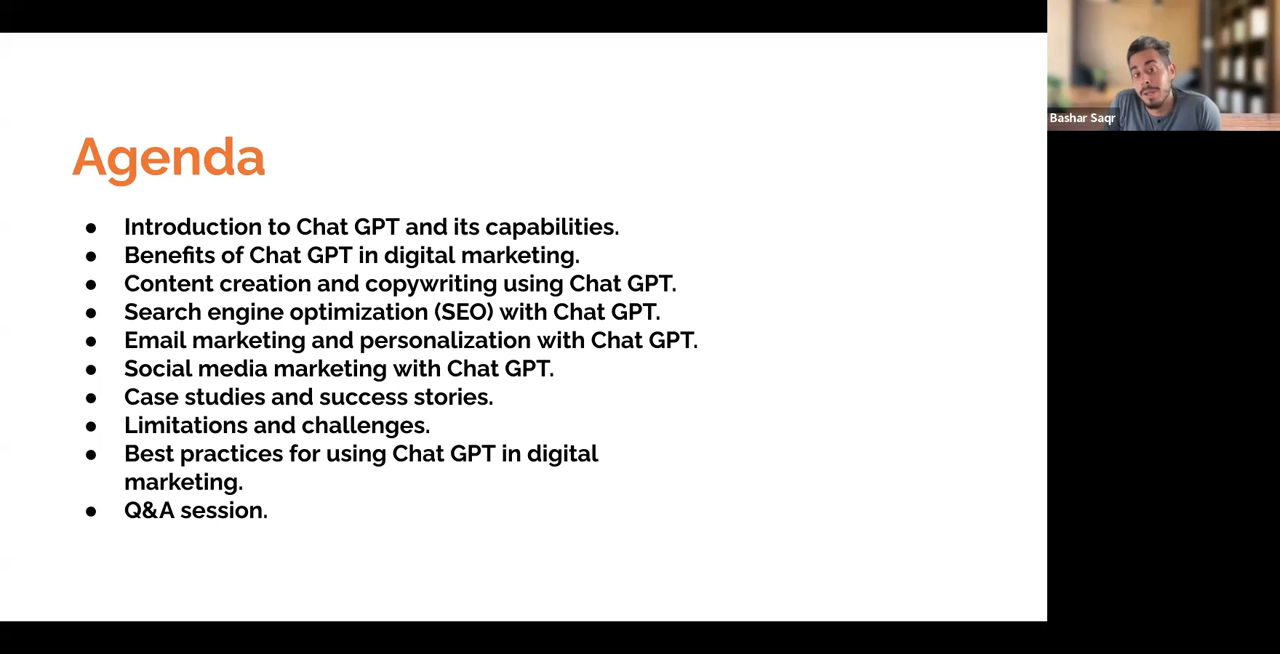 Agenda
● Introduction to Chat GPT and its capabilities.
● Benefits of Chat GPT in digital marketing.
● Content creation and copywriting using Chat GPT.
● Search engine optimization (SEO) with Chat GPT.
● Email marketing and personalization with Chat GPT.
● Social media marketing with Chat GPT.
● Case studies and success stories.
● Limitations and challenges.
● Best practices for using Chat GPT in digital
marketing.
● Q&A session.
Bashar Saqr